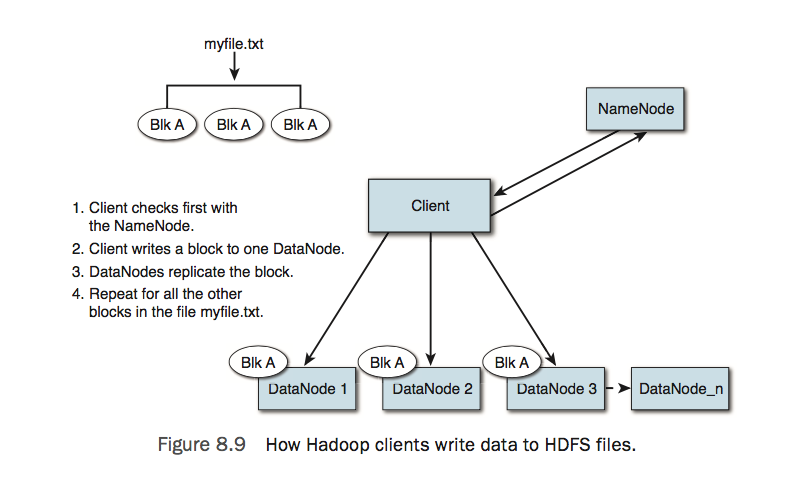 myfile.txt
Blk A Blk A Blk A
NameNode
Client
1. Client checks first with
the NameNode.
2. Client writes a block to one DataNode.
3. DataNodes replicate the block.
4. Repeat for all the other
blocks in the file myfile.txt.
Blk A Blk A Blk A
DataNode 1 DataNode 2 DataNode 3 DataNode_n
Figure 8.9 How Hadoop clients write data to HDFS files.